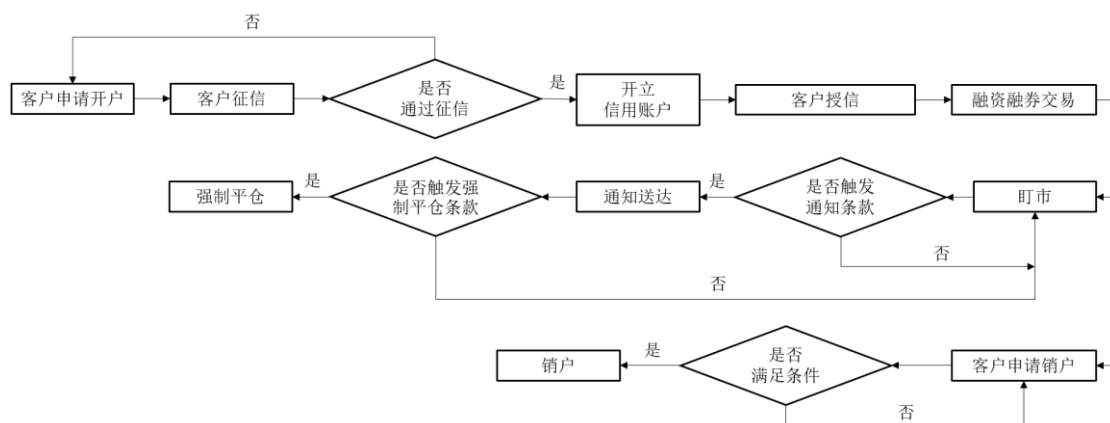 否
客户申请开户
客户征信
是否
通过征信
是
开立
信用账户
客户授信
融资融券交易
强制平仓
是
是否触发强
制平仓条款
通知送达
是
是否触发
通知条款
盯市
否
否
销户
是
是否
满足条件
客户申请销户
否